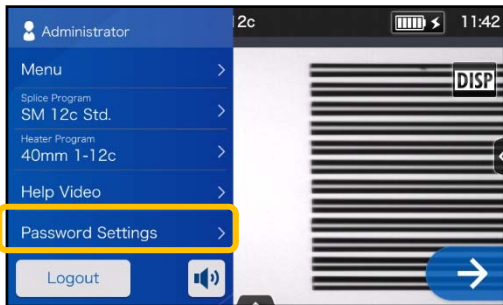 Administrator
12c
11:42
Menu
Splice Program
SM 12c Std.
Heater Program
40mm 1-12c
Help Video
Password Settings
Logout
DISP